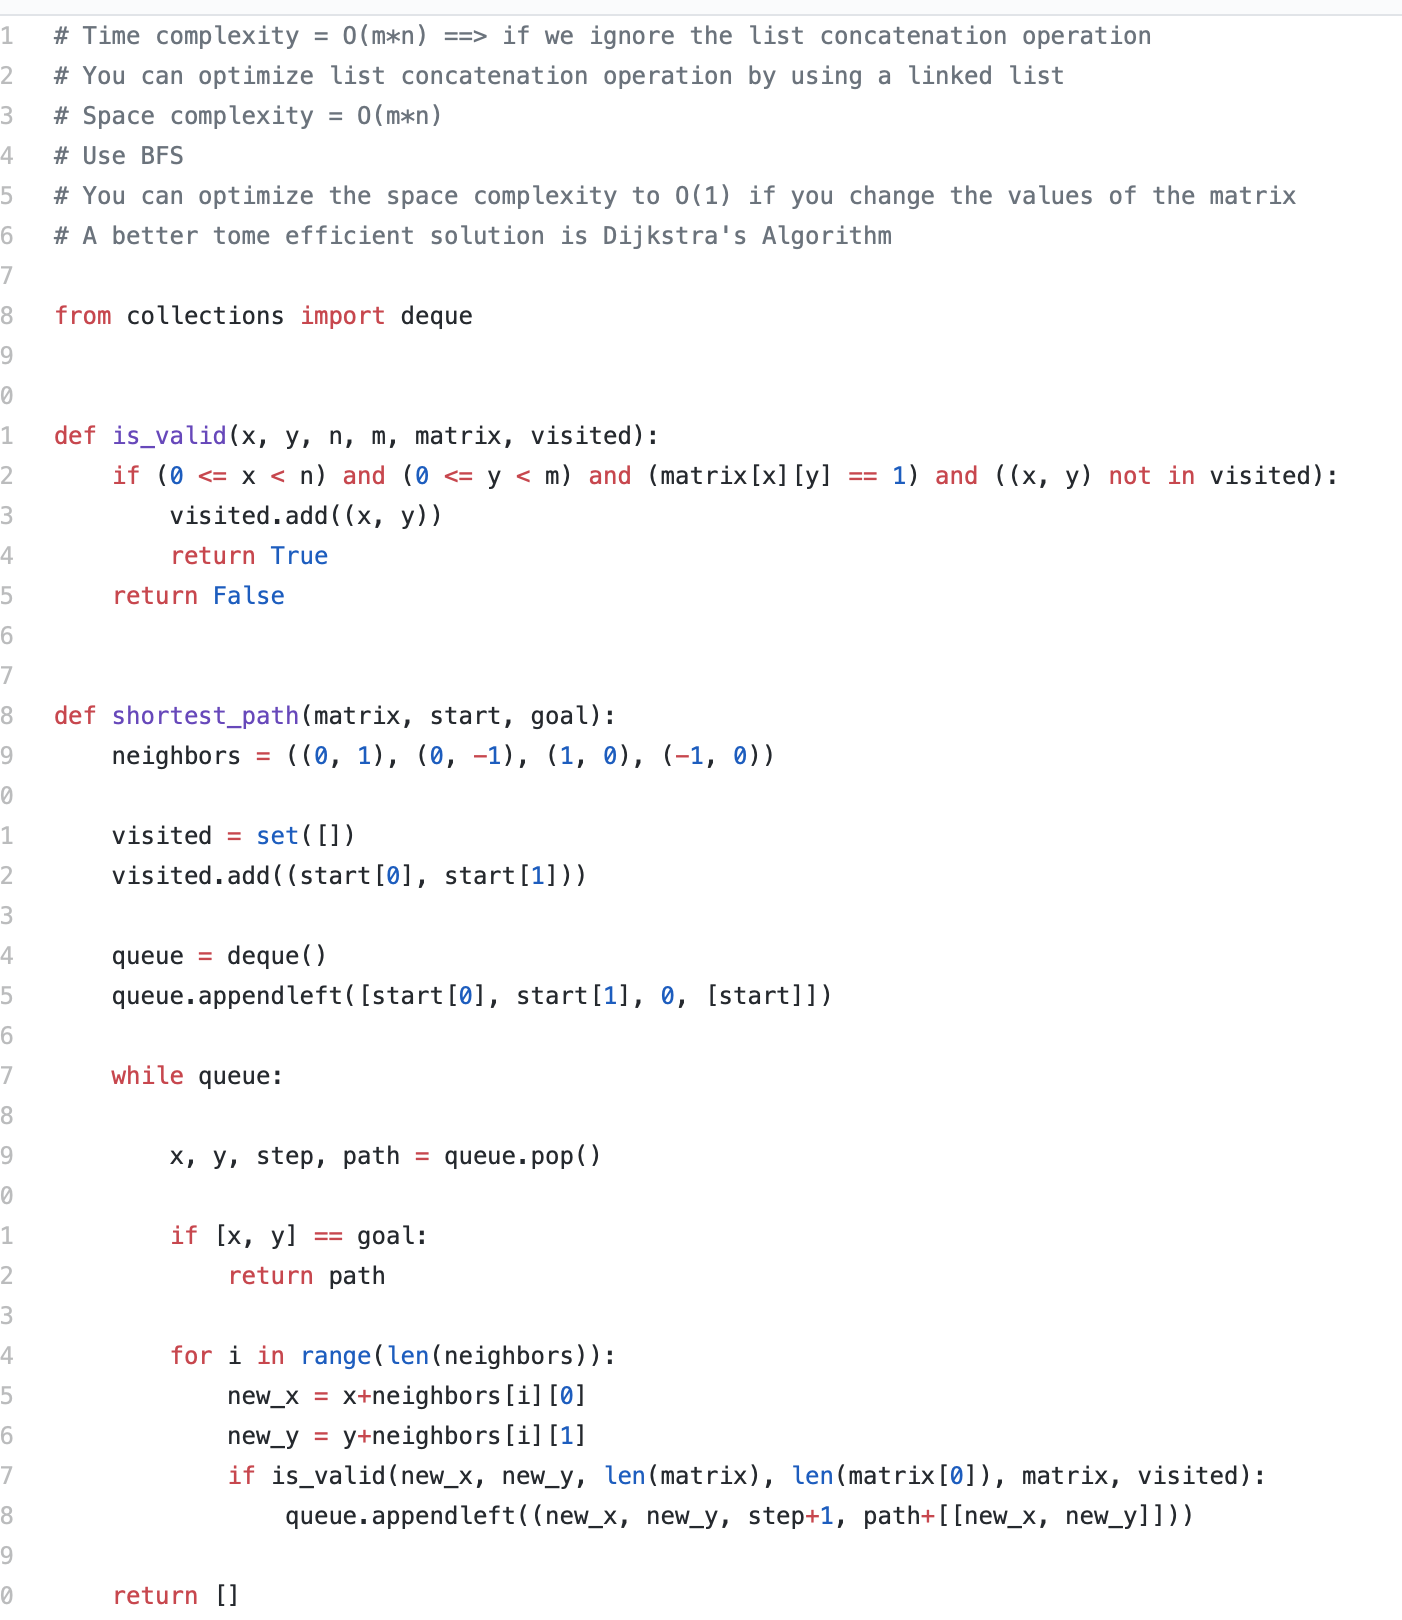 1 # Time complexity = O(m*n) ==> if we ignore the list concatenation operation
2 # You can optimize list concatenation operation by using a linked list
3 # Space complexity = O(m*n)
4 # Use BFS
5 # You can optimize the space complexity to O(1) if you change the values of the matrix
6 # A better tome efficient solution is Dijkstra's Algorithm
7
8 from collections import deque
9
0
1 def is_valid(x, y, n, m, matrix, visited):
2     if (0 <= x < n) and (0 <= y < m) and (matrix[x][y] == 1) and ((x, y) not in visited):
3         visited.add((x, y))
4         return True
5     return False
6
7
8 def shortest_path(matrix, start, goal):
9     neighbors = ((0, 1), (0, -1), (1, 0), (-1, 0))
0
1     visited = set([])
2     visited.add((start[0], start[1]))
3
4     queue = deque()
5     queue.appendleft([start[0], start[1], 0, [start]])
6
7     while queue:
8
9         x, y, step, path = queue.pop()
0
1         if [x, y] == goal:
2             return path
3
4         for i in range(len(neighbors)):
5             new_x = x+neighbors[i][0]
6             new_y = y+neighbors[i][1]
7             if is_valid(new_x, new_y, len(matrix), len(matrix[0]), matrix, visited):
8                 queue.appendleft((new_x, new_y, step+1, path+[[new_x, new_y]]))
9
0     return []